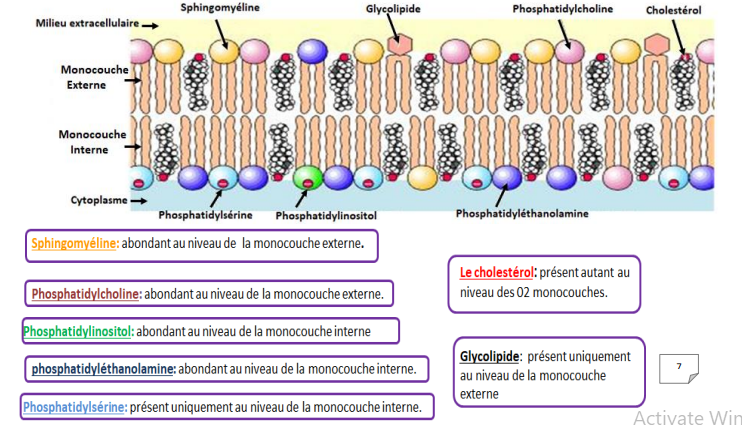 Sphingomyéline
Glycolipide
Phosphatidylcholine
Cholestérol
Milieu extracellulaire
Monocouche
Externe
Monocouche
Interne
Cytoplasme
Phosphatidylsérine
Phosphatidylinositol
Phosphatidyléthanolamine
Sphingomyéline: abondant au niveau de la monocouche externe.
Phosphatidylcholine: abondant au niveau de la monocouche externe.
Phosphatidylinositol: abondant au niveau de la monocouche interne
phosphatidyléthanolamine: abondant au niveau de la monocouche interne.
Phosphatidylsérine: présent uniquement au niveau de la monocouche interne.
Le cholestérol: présent autant au
niveau des 02 monocouches.
Glycolipide: présent uniquement
au niveau de la monocouche
externe
7
Activate Win